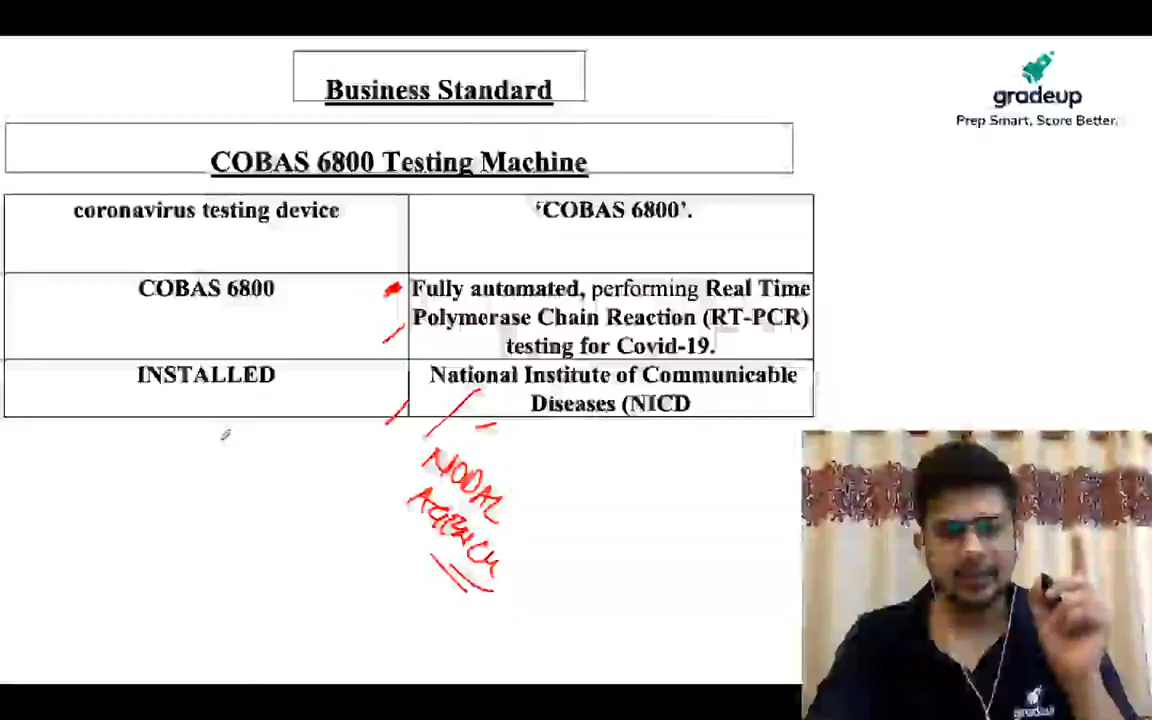 Business Standard
gradeup
Prep Smart, Score Better.
COBAS 6800 Testing Machine
coronavirus testing device
‘COBAS 6800’.
COBAS 6800
Fully automated, performing Real Time
Polymerase Chain Reaction (RT-PCR)
testing for Covid-19.
INSTALLED
National Institute of Communicable
Diseases (NICD
NODAL
AGENCY
gradeup